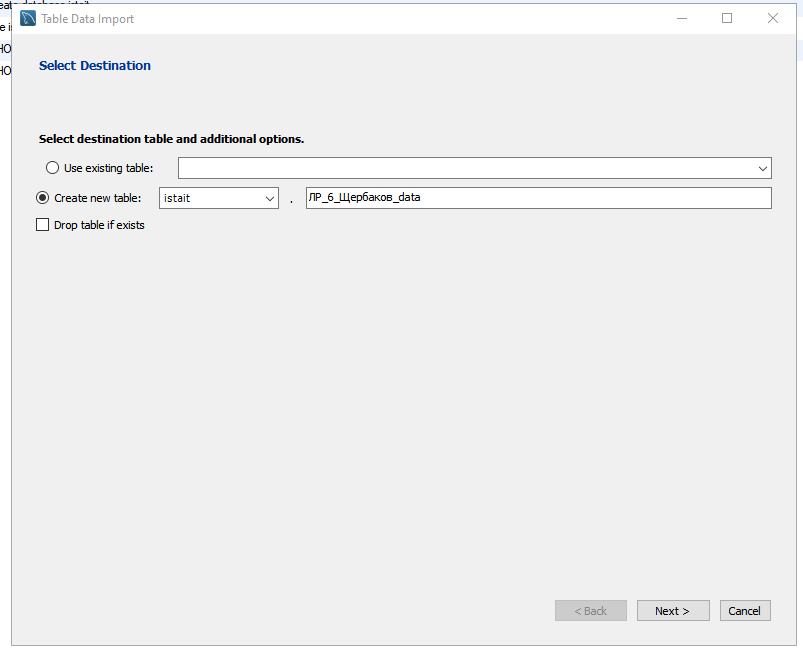 Table Data Import
Select Destination
Select destination table and additional options.
Use existing table:
Create new table: istait . ЛР_6_Щербаков_data
Drop table if exists
< Back Next > Cancel